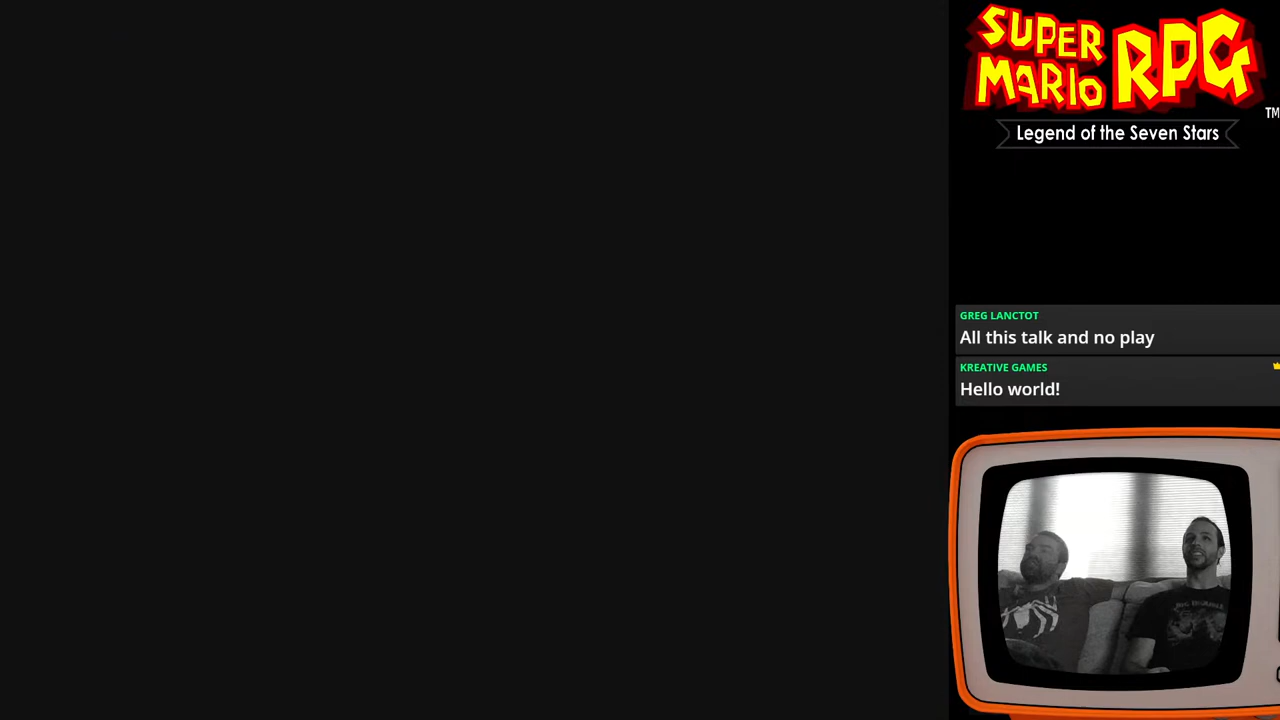 SUPER
MARIO RPG
TM
Legend of the Seven Stars
GREG LANCTOT
All this talk and no play
KREATIVE GAMES
Hello world!